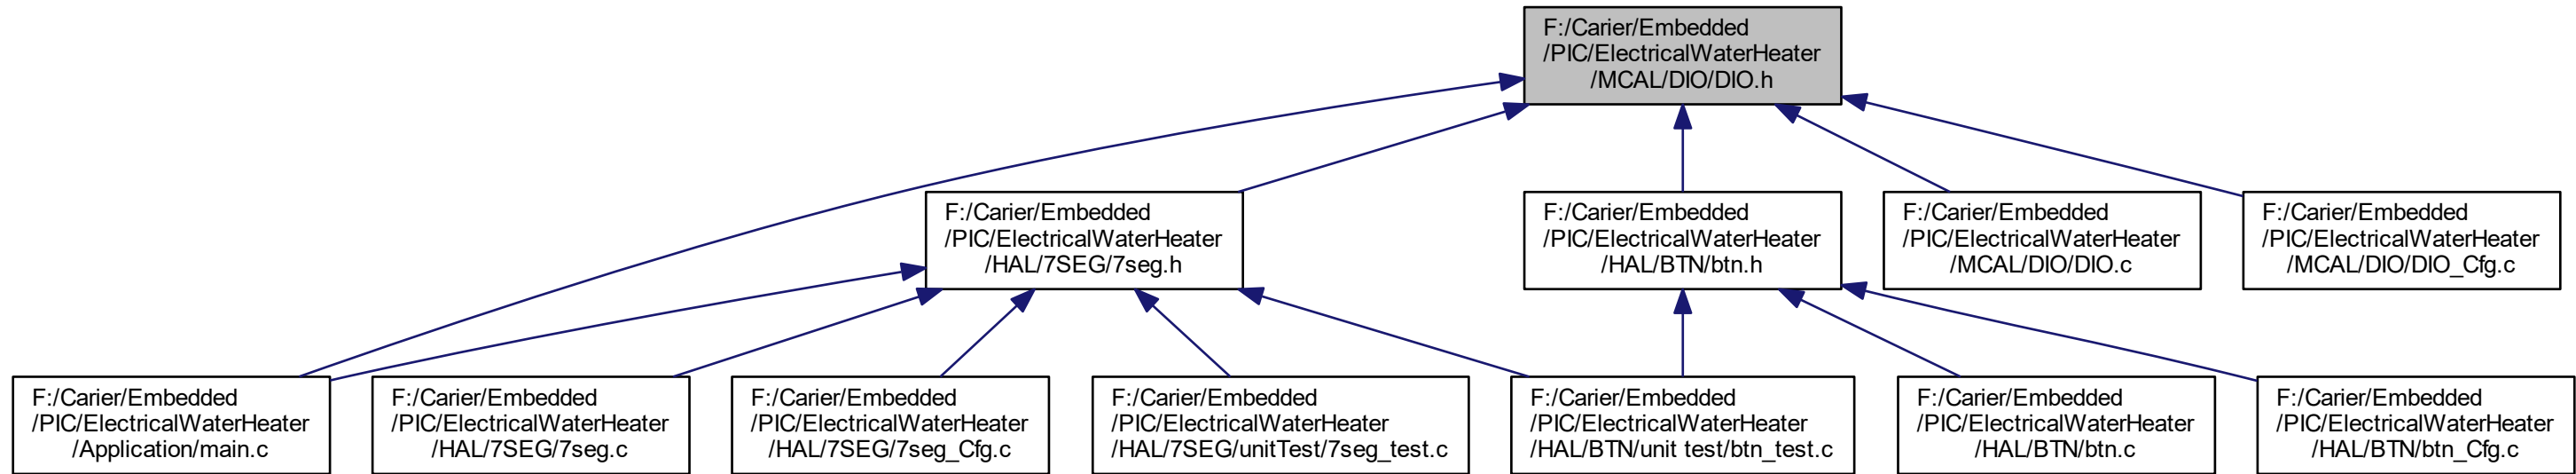 F:/Carier/Embedded
/PIC/ElectricalWaterHeater
/MCAL/DIO/DIO.h
F:/Carier/Embedded
/PIC/ElectricalWaterHeater
/HAL/7SEG/7seg.h
F:/Carier/Embedded
/PIC/ElectricalWaterHeater
/HAL/BTN/btn.h
F:/Carier/Embedded
/PIC/ElectricalWaterHeater
/MCAL/DIO/DIO.c
F:/Carier/Embedded
/PIC/ElectricalWaterHeater
/MCAL/DIO/DIO_Cfg.c
F:/Carier/Embedded
/PIC/ElectricalWaterHeater
/Application/main.c
F:/Carier/Embedded
/PIC/ElectricalWaterHeater
/HAL/7SEG/7seg.c
F:/Carier/Embedded
/PIC/ElectricalWaterHeater
/HAL/7SEG/7seg_Cfg.c
F:/Carier/Embedded
/PIC/ElectricalWaterHeater
/HAL/7SEG/unitTest/7seg_test.c
F:/Carier/Embedded
/PIC/ElectricalWaterHeater
/HAL/BTN/unit test/btn_test.c
F:/Carier/Embedded
/PIC/ElectricalWaterHeater
/HAL/BTN/btn.c
F:/Carier/Embedded
/PIC/ElectricalWaterHeater
/HAL/BTN/btn_Cfg.c